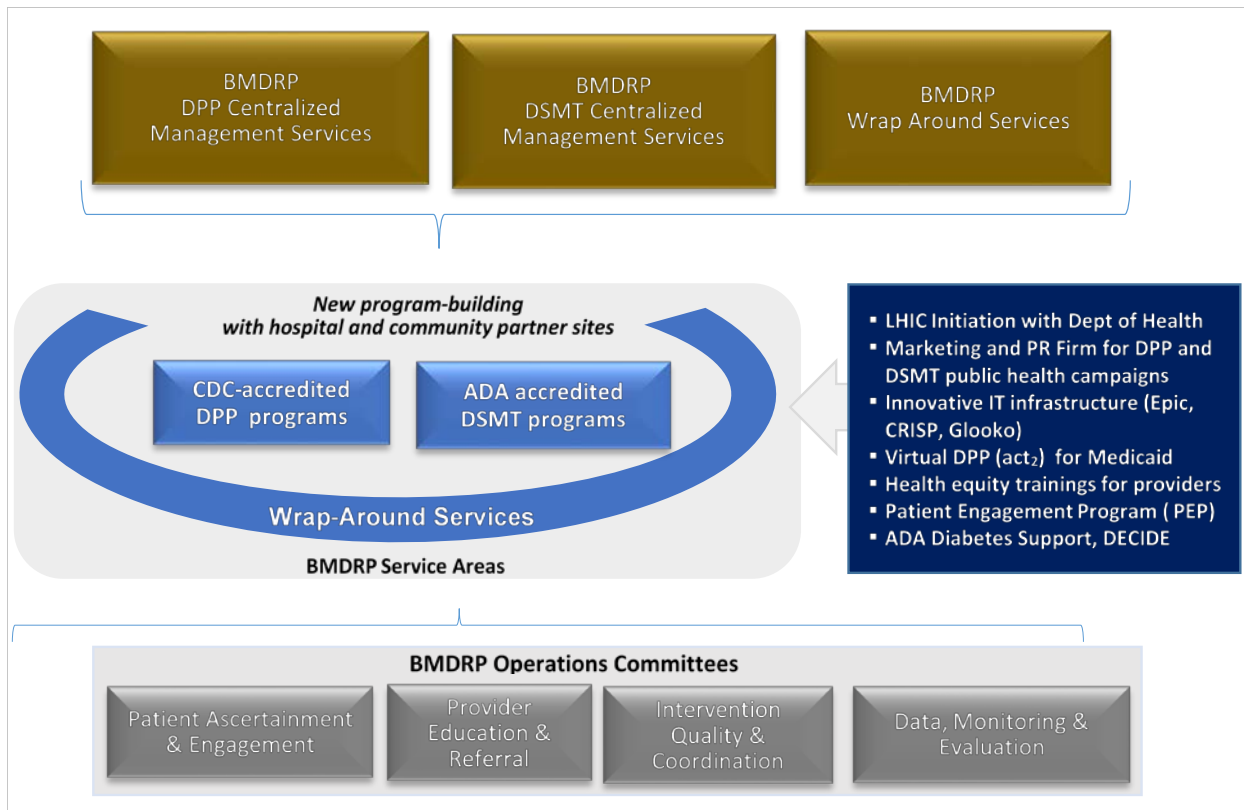 BMDRP
DPP Centralized
Management Services
BMDRP
DSMT Centralized
Management Services
BMDRP
Wrap Around Services
New program-building
with hospital and community partner sites
CDC-accredited
DPP programs
ADA accredited
DSMT programs
Wrap-Around Services
BMDRP Service Areas
▪ LHIC Initiation with Dept of Health
▪ Marketing and PR Firm for DPP and
DSMT public health campaigns
▪ Innovative IT infrastructure (Epic,
CRISP, Glooko)
▪ Virtual DPP (act₂) for Medicaid
▪ Health equity trainings for providers
▪ Patient Engagement Program ( PEP)
▪ ADA Diabetes Support, DECIDE
BMDRP Operations Committees
Patient Ascertainment
& Engagement
Provider
Education &
Referral
Intervention
Quality &
Coordination
Data, Monitoring &
Evaluation